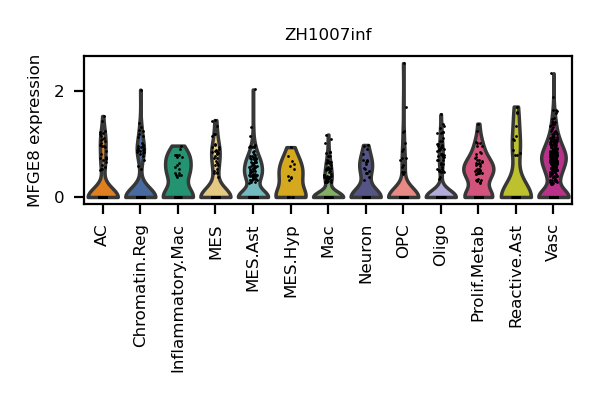 ZH1007inf
MFGE8 expression
2
0
AC
Chromatin.Reg
Inflammatory.Mac
MES
MES.Ast
MES.Hyp
Mac
Neuron
OPC
Oligo
Prolif.Metab
Reactive.Ast
Vasc